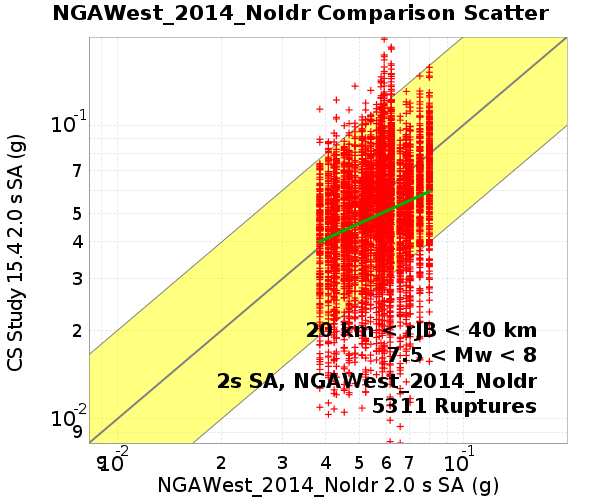 NGAWest_2014_NoIdr Comparison Scatter
CS Study 15.4 2.0 s SA (g)
10-1
7
5
4
3
2
10-2
9
20 km < rJB < 40 km
7.5 < Mw < 8
2s SA, NGAWest_2014_NoIdr
5311 Ruptures
9 10-2 2 3 4 5 6 7 10-1
NGAWest_2014_NoIdr 2.0 s SA (g)